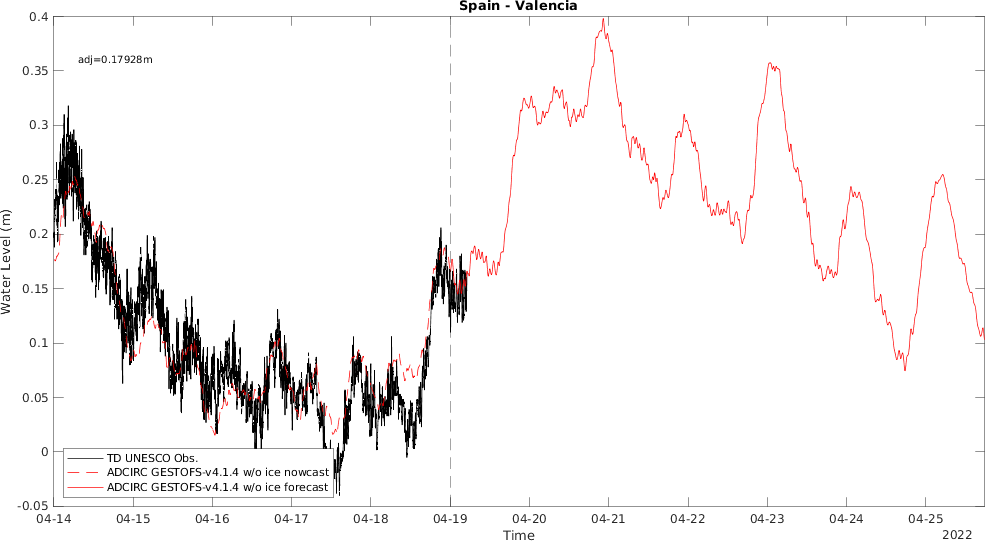 Spain - Valencia
adj=0.17928m
Water Level (m)
0.4
0.35
0.3
0.25
0.2
0.15
0.1
0.05
0
-0.05
TD UNESCO Obs.
ADCIRC GESTOFS-v4.1.4 w/o ice nowcast
ADCIRC GESTOFS-v4.1.4 w/o ice forecast
04-14 04-15 04-16 04-17 04-18 04-19 04-20 04-21 04-22 04-23 04-24 04-25
Time
2022